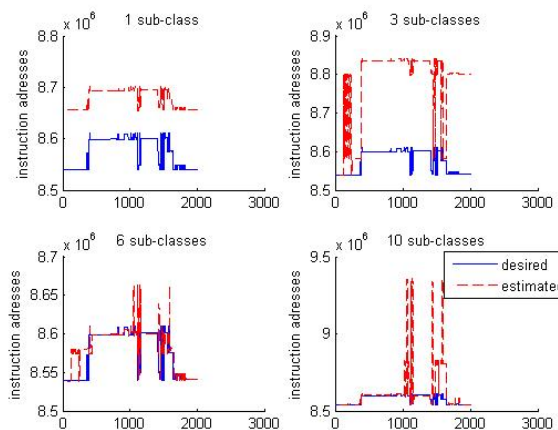 1 sub-class
x 10^6
instruction adresses
8.8
8.7
8.6
8.5
0 1000 2000 3000
3 sub-classes
x 10^6
instruction adresses
8.9
8.8
8.7
8.6
8.5
0 1000 2000 3000
6 sub-classes
x 10^6
instruction adresses
8.7
8.65
8.6
8.55
8.5
0 1000 2000 3000
10 sub-classes
x 10^6
instruction adresses
9.5
9
8.5
0 1000 2000 3000
desired
estimated